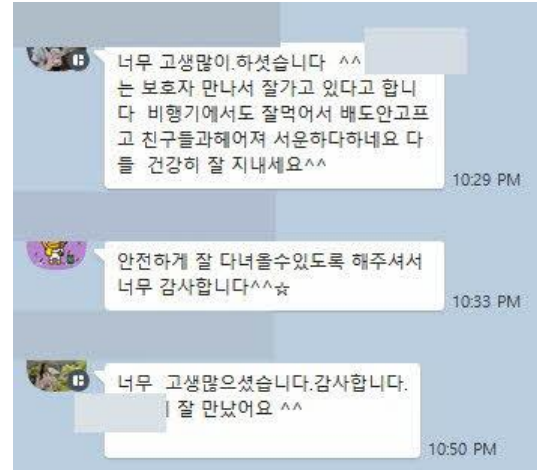 너무 고생많이.하셧습니다 ^^
는 보호자 만나서 잘가고 있다고 합니
다 비행기에서도 잘먹어서 배도안고프
고 친구들과헤어져 서운하다하네요 다
들 건강히 잘 지내세요^^
10:29 PM
안전하게 잘 다녀올수있도록 해주셔서
너무 감사합니다^^☆
10:33 PM
너무 고생많으셨습니다.감사합니다.
잘 만났어요 ^^
10:50 PM